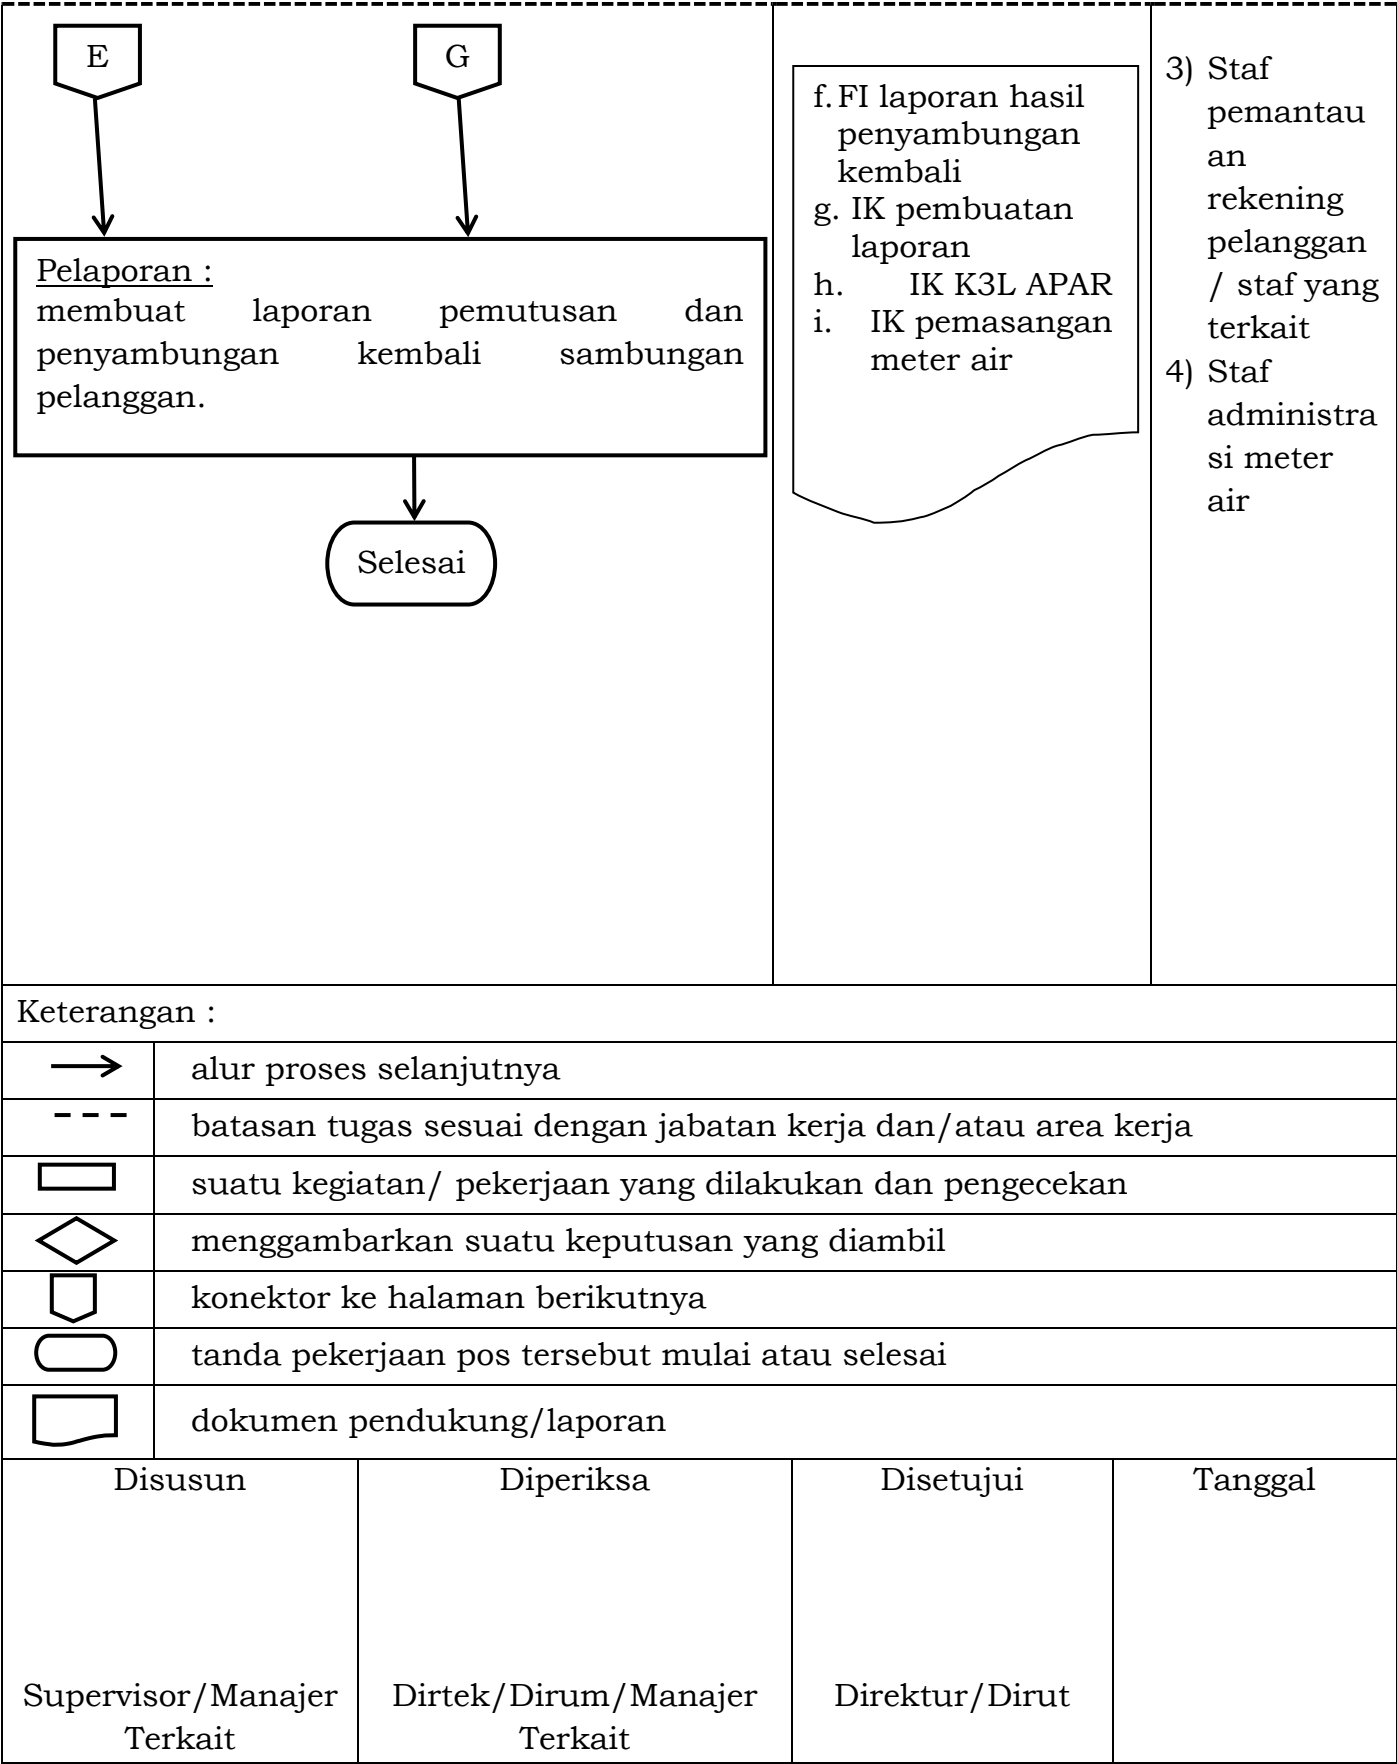 E
G
Pelaporan :
membuat laporan pemutusan dan
penyambungan kembali sambungan
pelanggan.
Selesai
f. FI laporan hasil
penyambungan
kembali
g. IK pembuatan
laporan
h. IK K3L APAR
i. IK pemasangan
meter air
3) Staf
pemantau
an
rekening
pelanggan
/ staf yang
terkait
4) Staf
administra
si meter
air
Keterangan :
alur proses selanjutnya
batasan tugas sesuai dengan jabatan kerja dan/atau area kerja
suatu kegiatan/ pekerjaan yang dilakukan dan pengecekan
menggambarkan suatu keputusan yang diambil
konektor ke halaman berikutnya
tanda pekerjaan pos tersebut mulai atau selesai
dokumen pendukung/laporan
Disusun
Supervisor/Manajer
Terkait
Diperiksa
Dirtek/Dirum/Manajer
Terkait
Disetujui
Direktur/Dirut
Tanggal